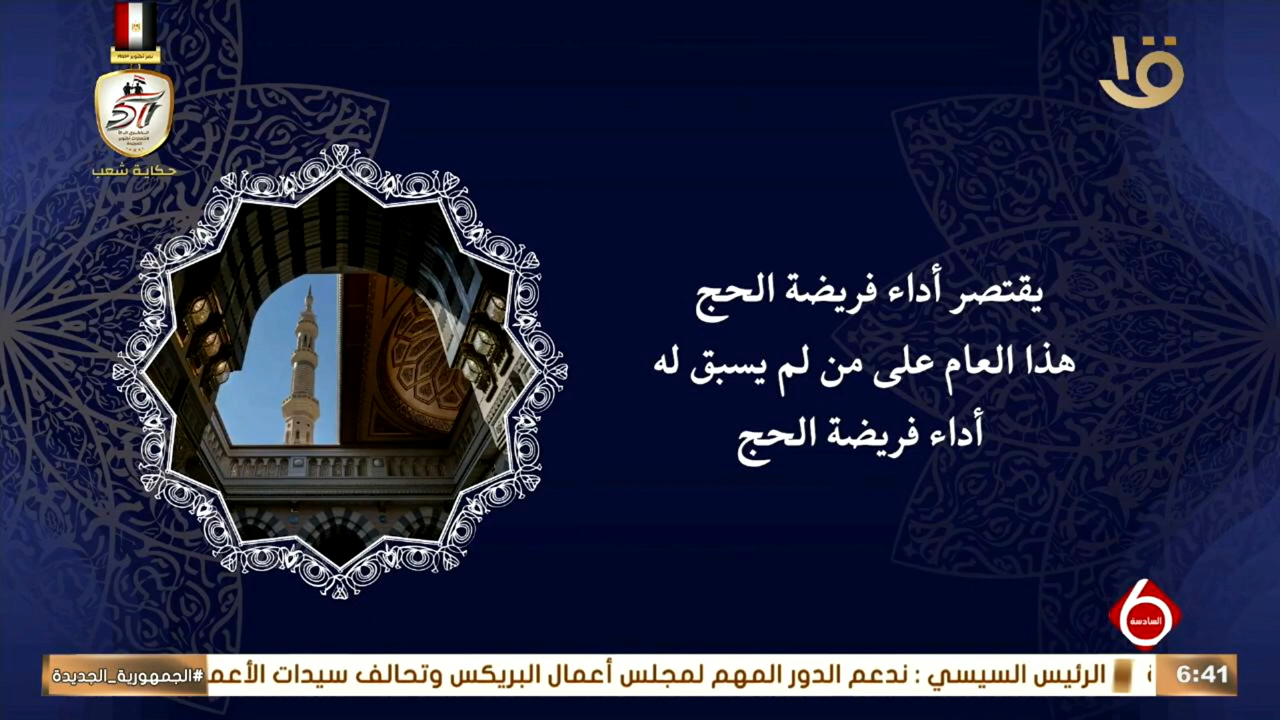 حكاية شعب
يقتصر أداء فريضة الحج
هذا العام على من لم يسبق له
أداء فريضة الحج
6
السادسة
6:41
الرئيس السيسي : ندعم الدور المهم لمجلس أعمال البريكس وتحالف سيدات الأعم
#الجمهورية_الجديدة